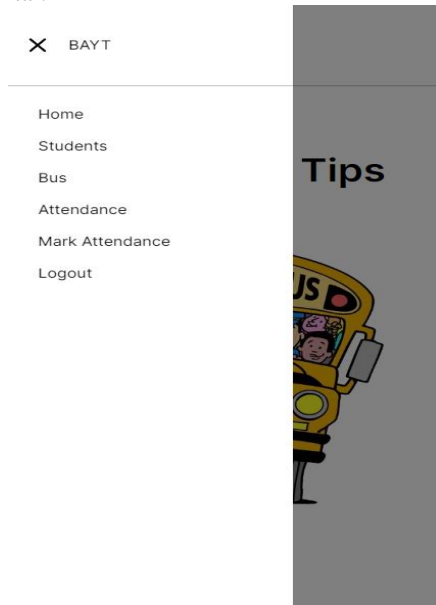 BAYT
Home
Students
Tips
Bus
Attendance
Mark Attendance
Logout
US